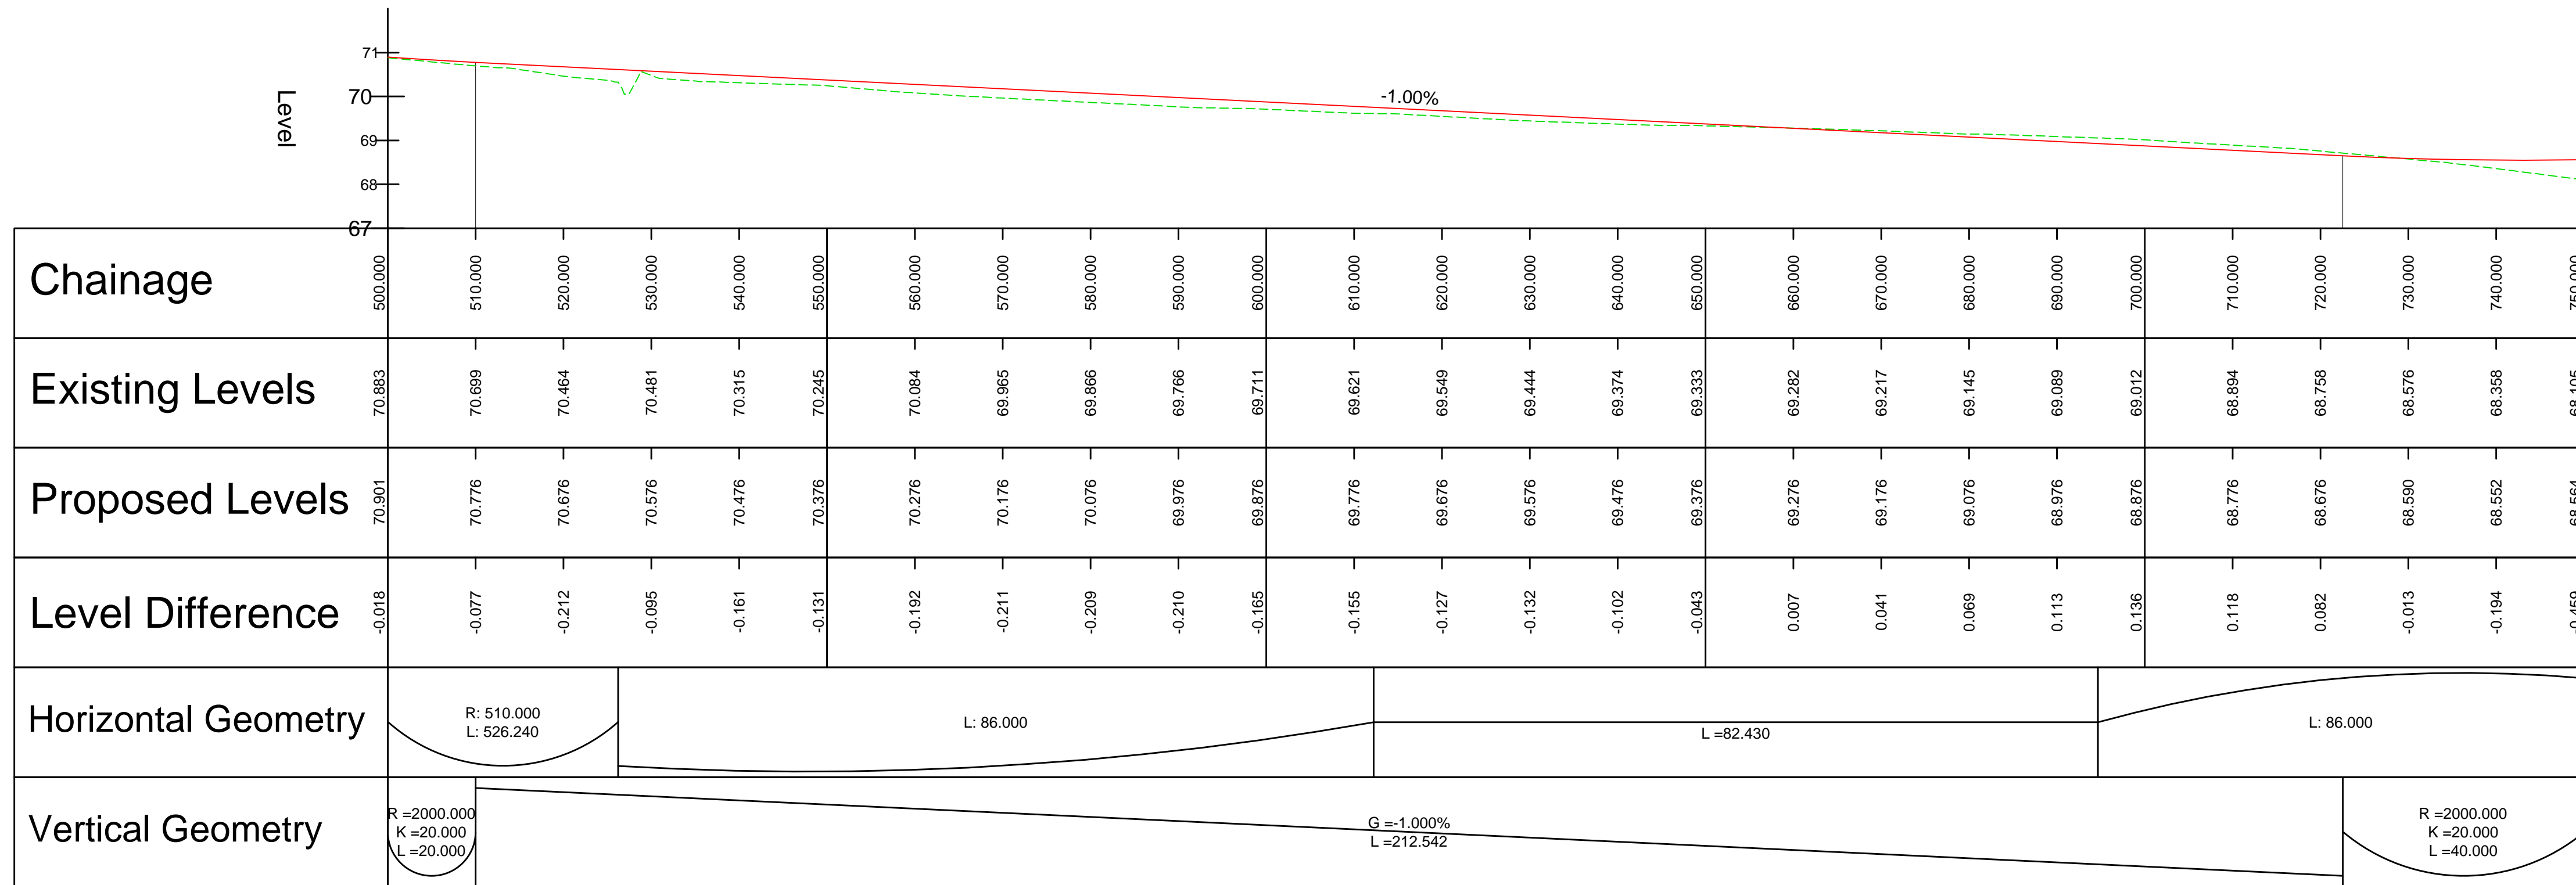 71
70
69
68
67
Level
-1.00%
Chainage
500.000 510.000 520.000 530.000 540.000 550.000 560.000 570.000 580.000 590.000 600.000 610.000 620.000 630.000 640.000 650.000 660.000 670.000 680.000 690.000 700.000 710.000 720.000 730.000 740.000 750.000
Existing Levels
70.883 70.699 70.464 70.481 70.315 70.245 70.084 69.965 69.866 69.766 69.711 69.621 69.549 69.444 69.374 69.333 69.282 69.217 69.145 69.089 69.012 68.894 68.758 68.576 68.358 68.105
Proposed Levels
70.901 70.776 70.676 70.576 70.476 70.376 70.276 70.176 70.076 69.976 69.876 69.776 69.676 69.576 69.476 69.376 69.276 69.176 69.076 68.976 68.876 68.776 68.676 68.590 68.552 68.564
Level Difference
-0.018 -0.077 -0.212 -0.095 -0.161 -0.131 -0.192 -0.211 -0.209 -0.210 -0.165 -0.155 -0.127 -0.132 -0.102 -0.043 0.007 0.041 0.069 0.113 0.136 0.118 0.082 -0.013 -0.194 -0.459
Horizontal Geometry
R: 510.000
L: 526.240
L: 86.000
L =82.430
L: 86.000
Vertical Geometry
R =2000.000
K =20.000
L =20.000
G =-1.000%
L =212.542
R =2000.000
K =20.000
L =40.000